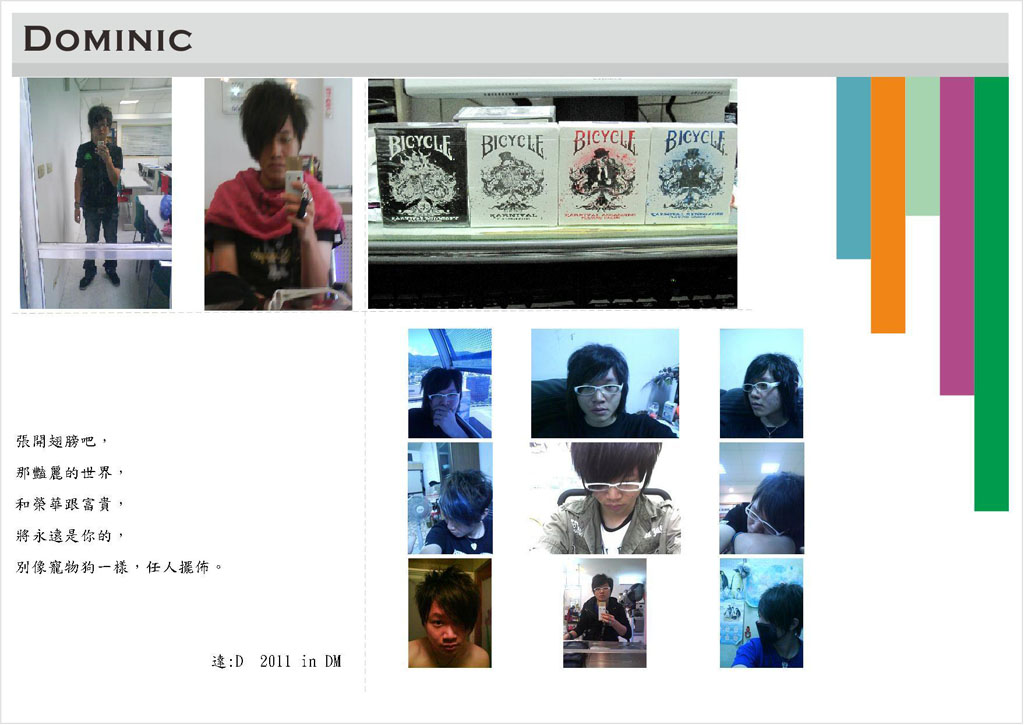 DOMINIC
BICYCLE
BICYCLE
BICYCLE
BICYCLE
KARNIVAL
張開翅膀吧，
那豔麗的世界，
和榮華跟富貴，
將永遠是你的，
別像寵物狗一樣，任人擺佈。
遠:D 2011 in DM